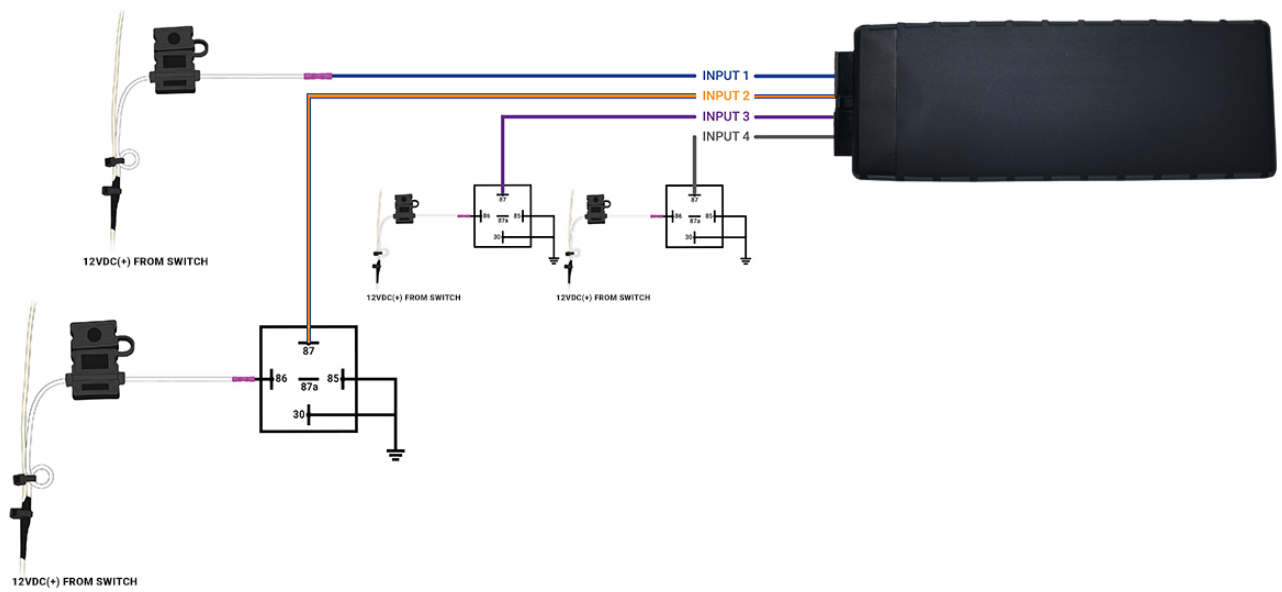 INPUT 1
INPUT 2
INPUT 3
INPUT 4
87
86
87a
85
30
87
86
87a
85
30
12VDC(+) FROM SWITCH
12VDC(+) FROM SWITCH
12VDC(+) FROM SWITCH
87
86
87a
85
30
12VDC(+) FROM SWITCH